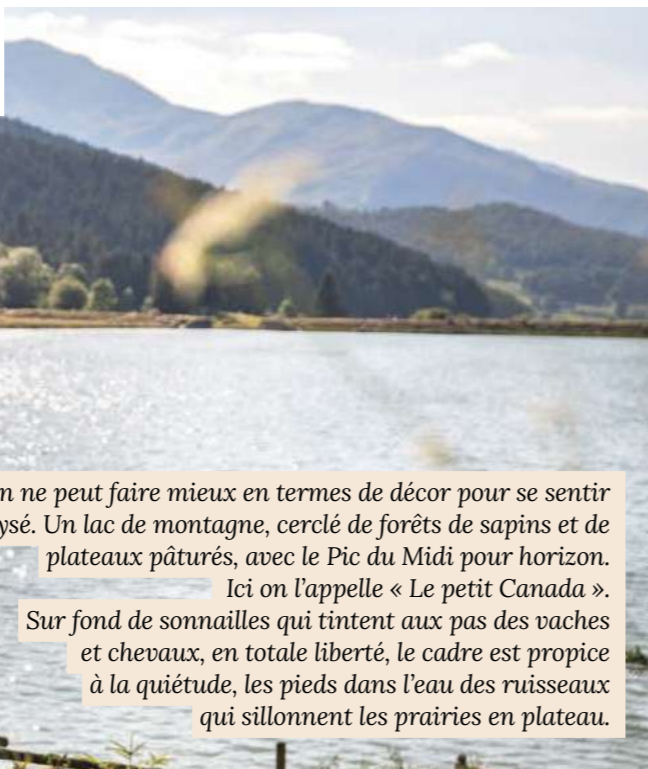 n ne peut faire mieux en termes de décor pour se sentir
ysé. Un lac de montagne, cerclé de forêts de sapins et de
plateaux pâturés, avec le Pic du Midi pour horizon.
Ici on l’appelle « Le petit Canada ».
Sur fond de sonnailles qui tintent aux pas des vaches
et chevaux, en totale liberté, le cadre est propice
à la quiétude, les pieds dans l’eau des ruisseaux
qui sillonnent les prairies en plateau.